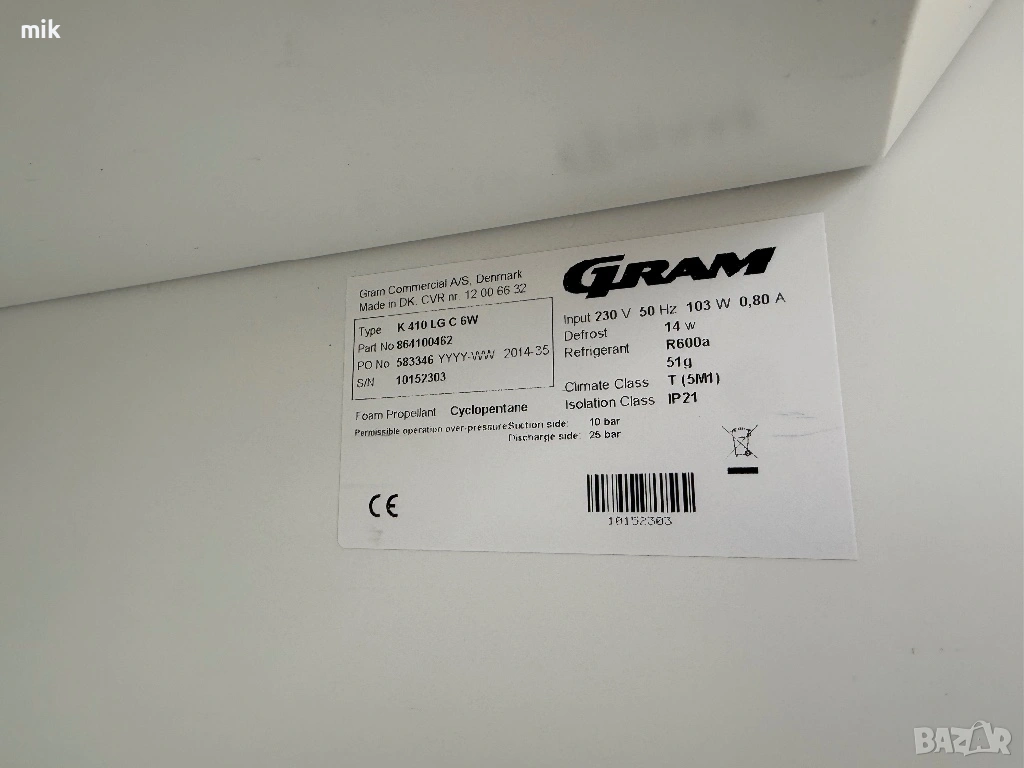 mik
Gram Commercial A/S, Denmark
Made in DK. CVR nr. 12 00 66 32
GRAM
Type K 410 LG C 6W
Part No 864100462
PO No 583346 YYYY-WW 2014-35
S/N 10152303
Input 230 V 50 Hz 103 W 0,80 A
Defrost 14 w
Refrigerant R600a
51g
Climate Class T (5M1)
Isolation Class IP21
Foam Propellant Cyclopentane
Permissible operation over-pressure Suction side: 10 bar
Discharge side: 25 bar
CE
10152303
BAZAR